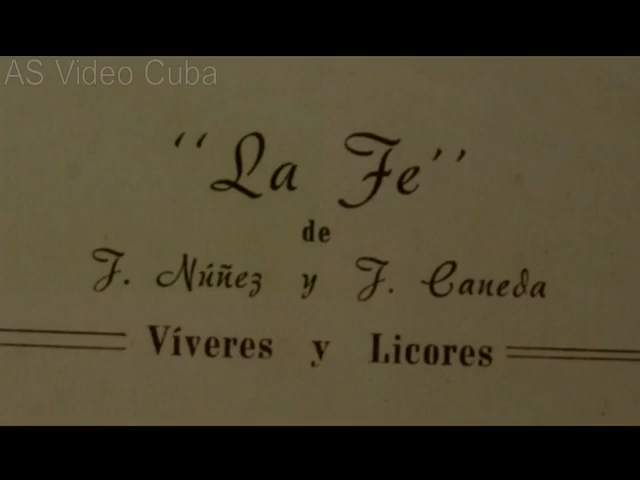 AS Video Cuba
"La Fe"
de
F. Núñez y F. Caneda
Víveres y Licores